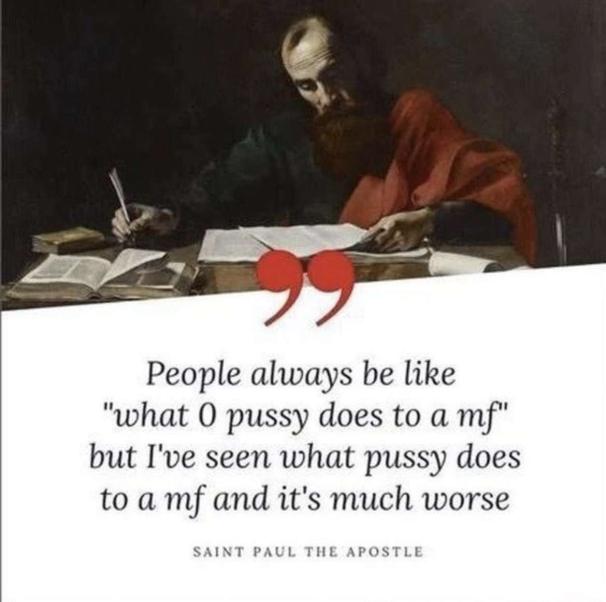 People always be like
"what 0 pussy does to a mf"
but I've seen what pussy does
to a mf and it's much worse
SAINT PAUL THE APOSTLE